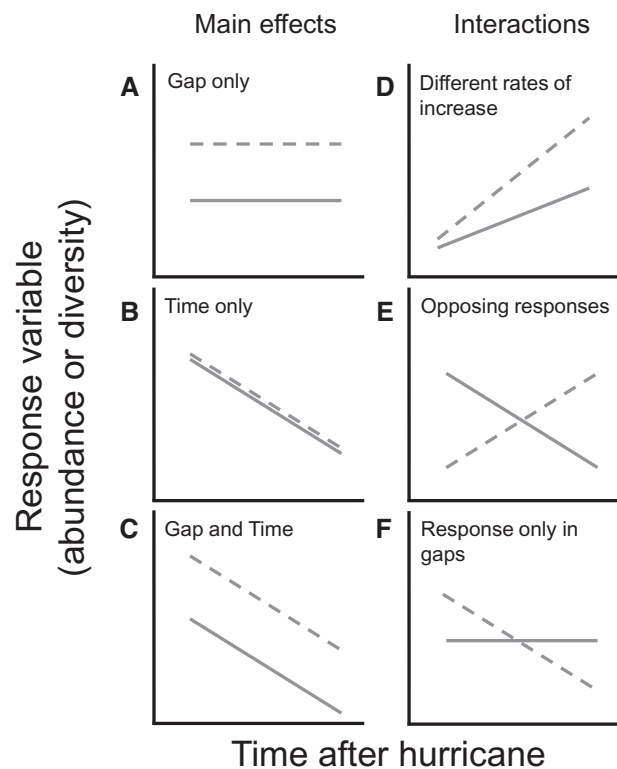 Main effects
Interactions
A
Gap only
D
Different rates of
increase
B
Time only
E
Opposing responses
C
Gap and Time
F
Response only in
gaps
Response variable
(abundance or diversity)
Time after hurricane